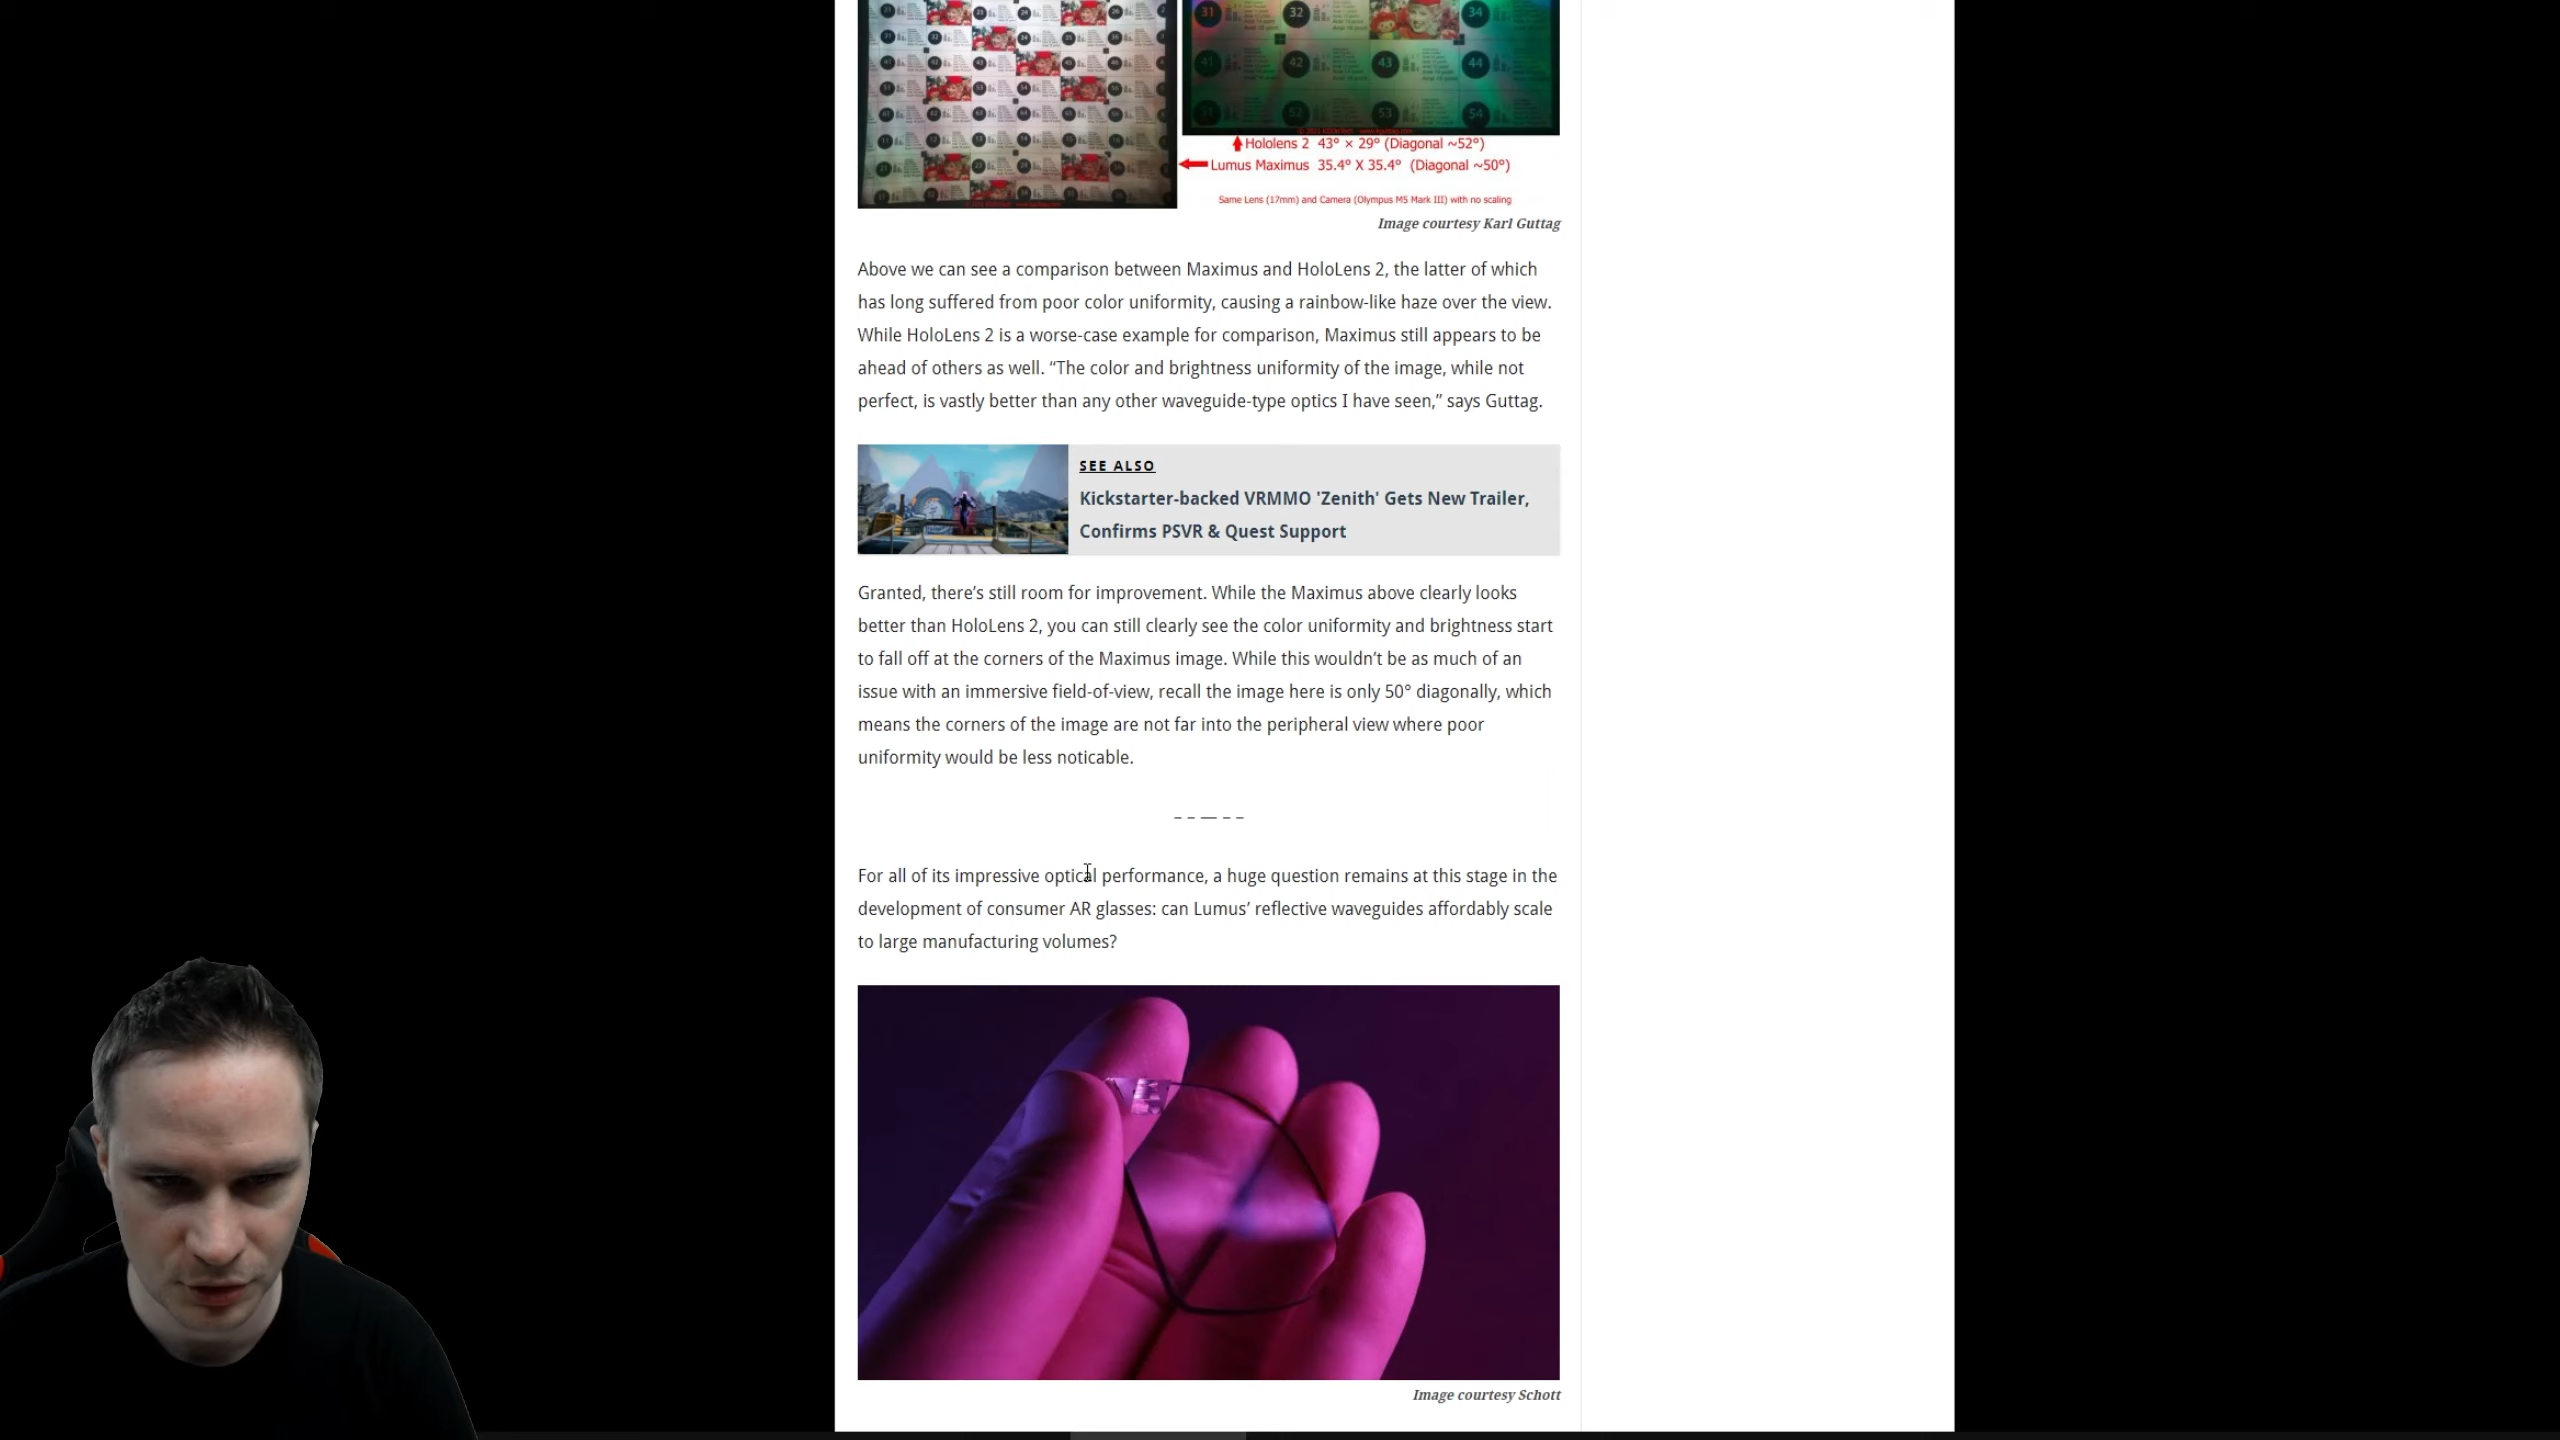 31
32
34
41
42
43
44
51
52
53
54
Hololens 2 43° × 29° (Diagonal ~52°)
Lumus Maximus 35.4° X 35.4° (Diagonal ~50°)
Same Lens (17mm) and Camera (Olympus M5 Mark III) with no scaling
Image courtesy Karl Guttag
Above we can see a comparison between Maximus and HoloLens 2, the latter of which
has long suffered from poor color uniformity, causing a rainbow-like haze over the view.
While HoloLens 2 is a worse-case example for comparison, Maximus still appears to be
ahead of others as well. “The color and brightness uniformity of the image, while not
perfect, is vastly better than any other waveguide-type optics I have seen,” says Guttag.
SEE ALSO
Kickstarter-backed VRMMO 'Zenith' Gets New Trailer,
Confirms PSVR & Quest Support
Granted, there’s still room for improvement. While the Maximus above clearly looks
better than HoloLens 2, you can still clearly see the color uniformity and brightness start
to fall off at the corners of the Maximus image. While this wouldn’t be as much of an
issue with an immersive field-of-view, recall the image here is only 50° diagonally, which
means the corners of the image are not far into the peripheral view where poor
uniformity would be less noticable.
– – — – –
For all of its impressive optical performance, a huge question remains at this stage in the
development of consumer AR glasses: can Lumus’ reflective waveguides affordably scale
to large manufacturing volumes?
Image courtesy Schott